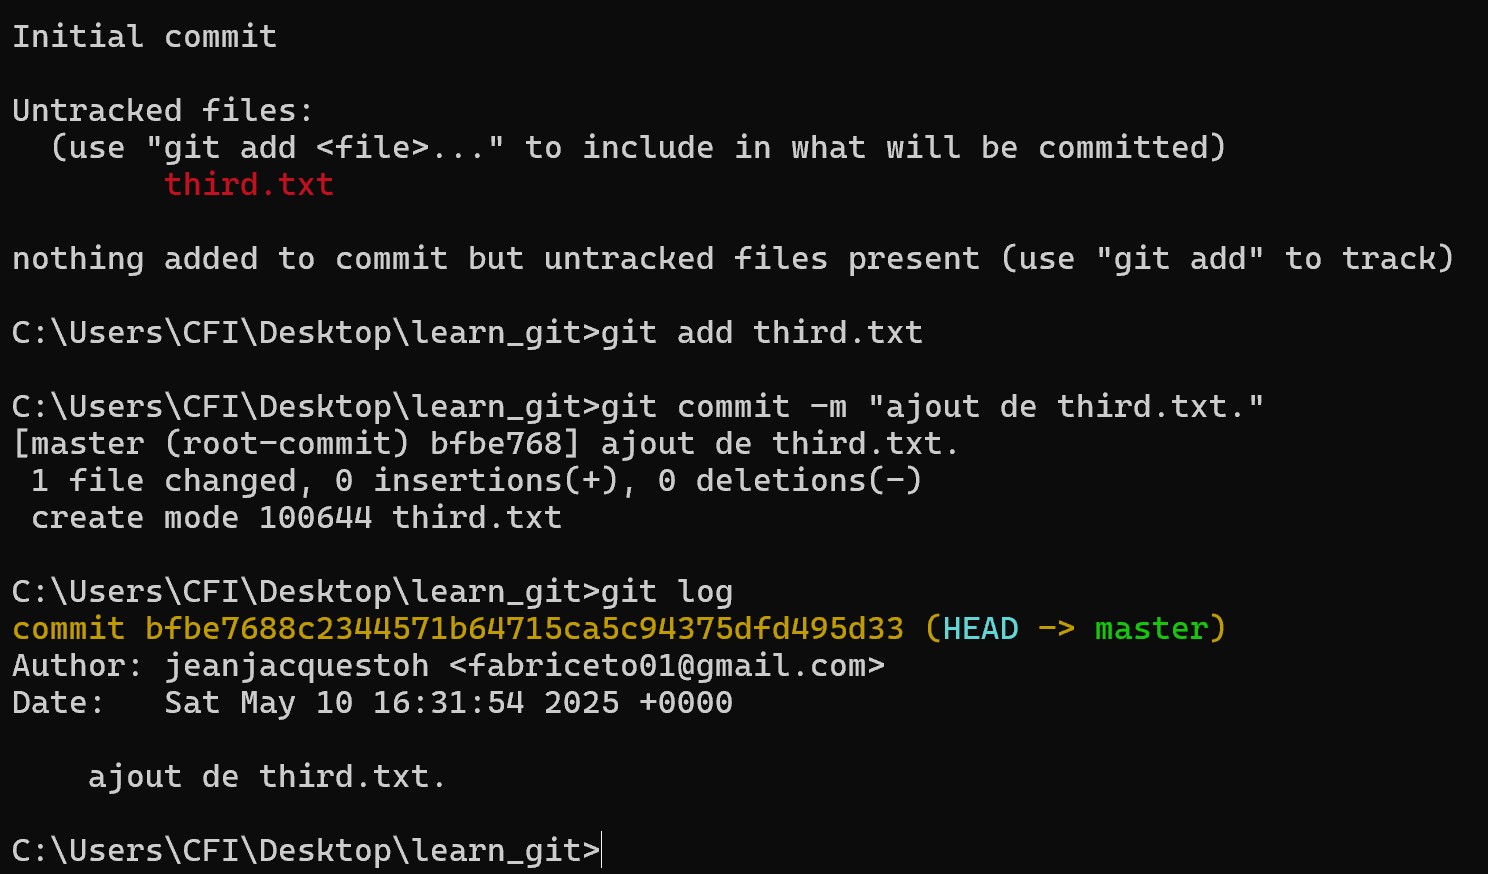 Initial commit
Untracked files:
  (use "git add <file>..." to include in what will be committed)
        third.txt
nothing added to commit but untracked files present (use "git add" to track)
C:\Users\CFI\Desktop\learn_git>git add third.txt
C:\Users\CFI\Desktop\learn_git>git commit -m "ajout de third.txt."
[master (root-commit) bfbe768] ajout de third.txt.
 1 file changed, 0 insertions(+), 0 deletions(-)
 create mode 100644 third.txt
C:\Users\CFI\Desktop\learn_git>git log
commit bfbe7688c2344571b64715ca5c94375dfd495d33 (HEAD -> master)
Author: jeanjacquestoh <fabriceto01@gmail.com>
Date:   Sat May 10 16:31:54 2025 +0000
    ajout de third.txt.
C:\Users\CFI\Desktop\learn_git>